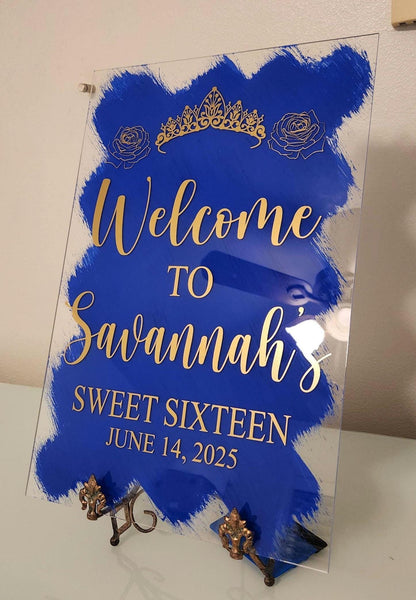 Welcome
TO
Savannah's
SWEET SIXTEEN
JUNE 14, 2025